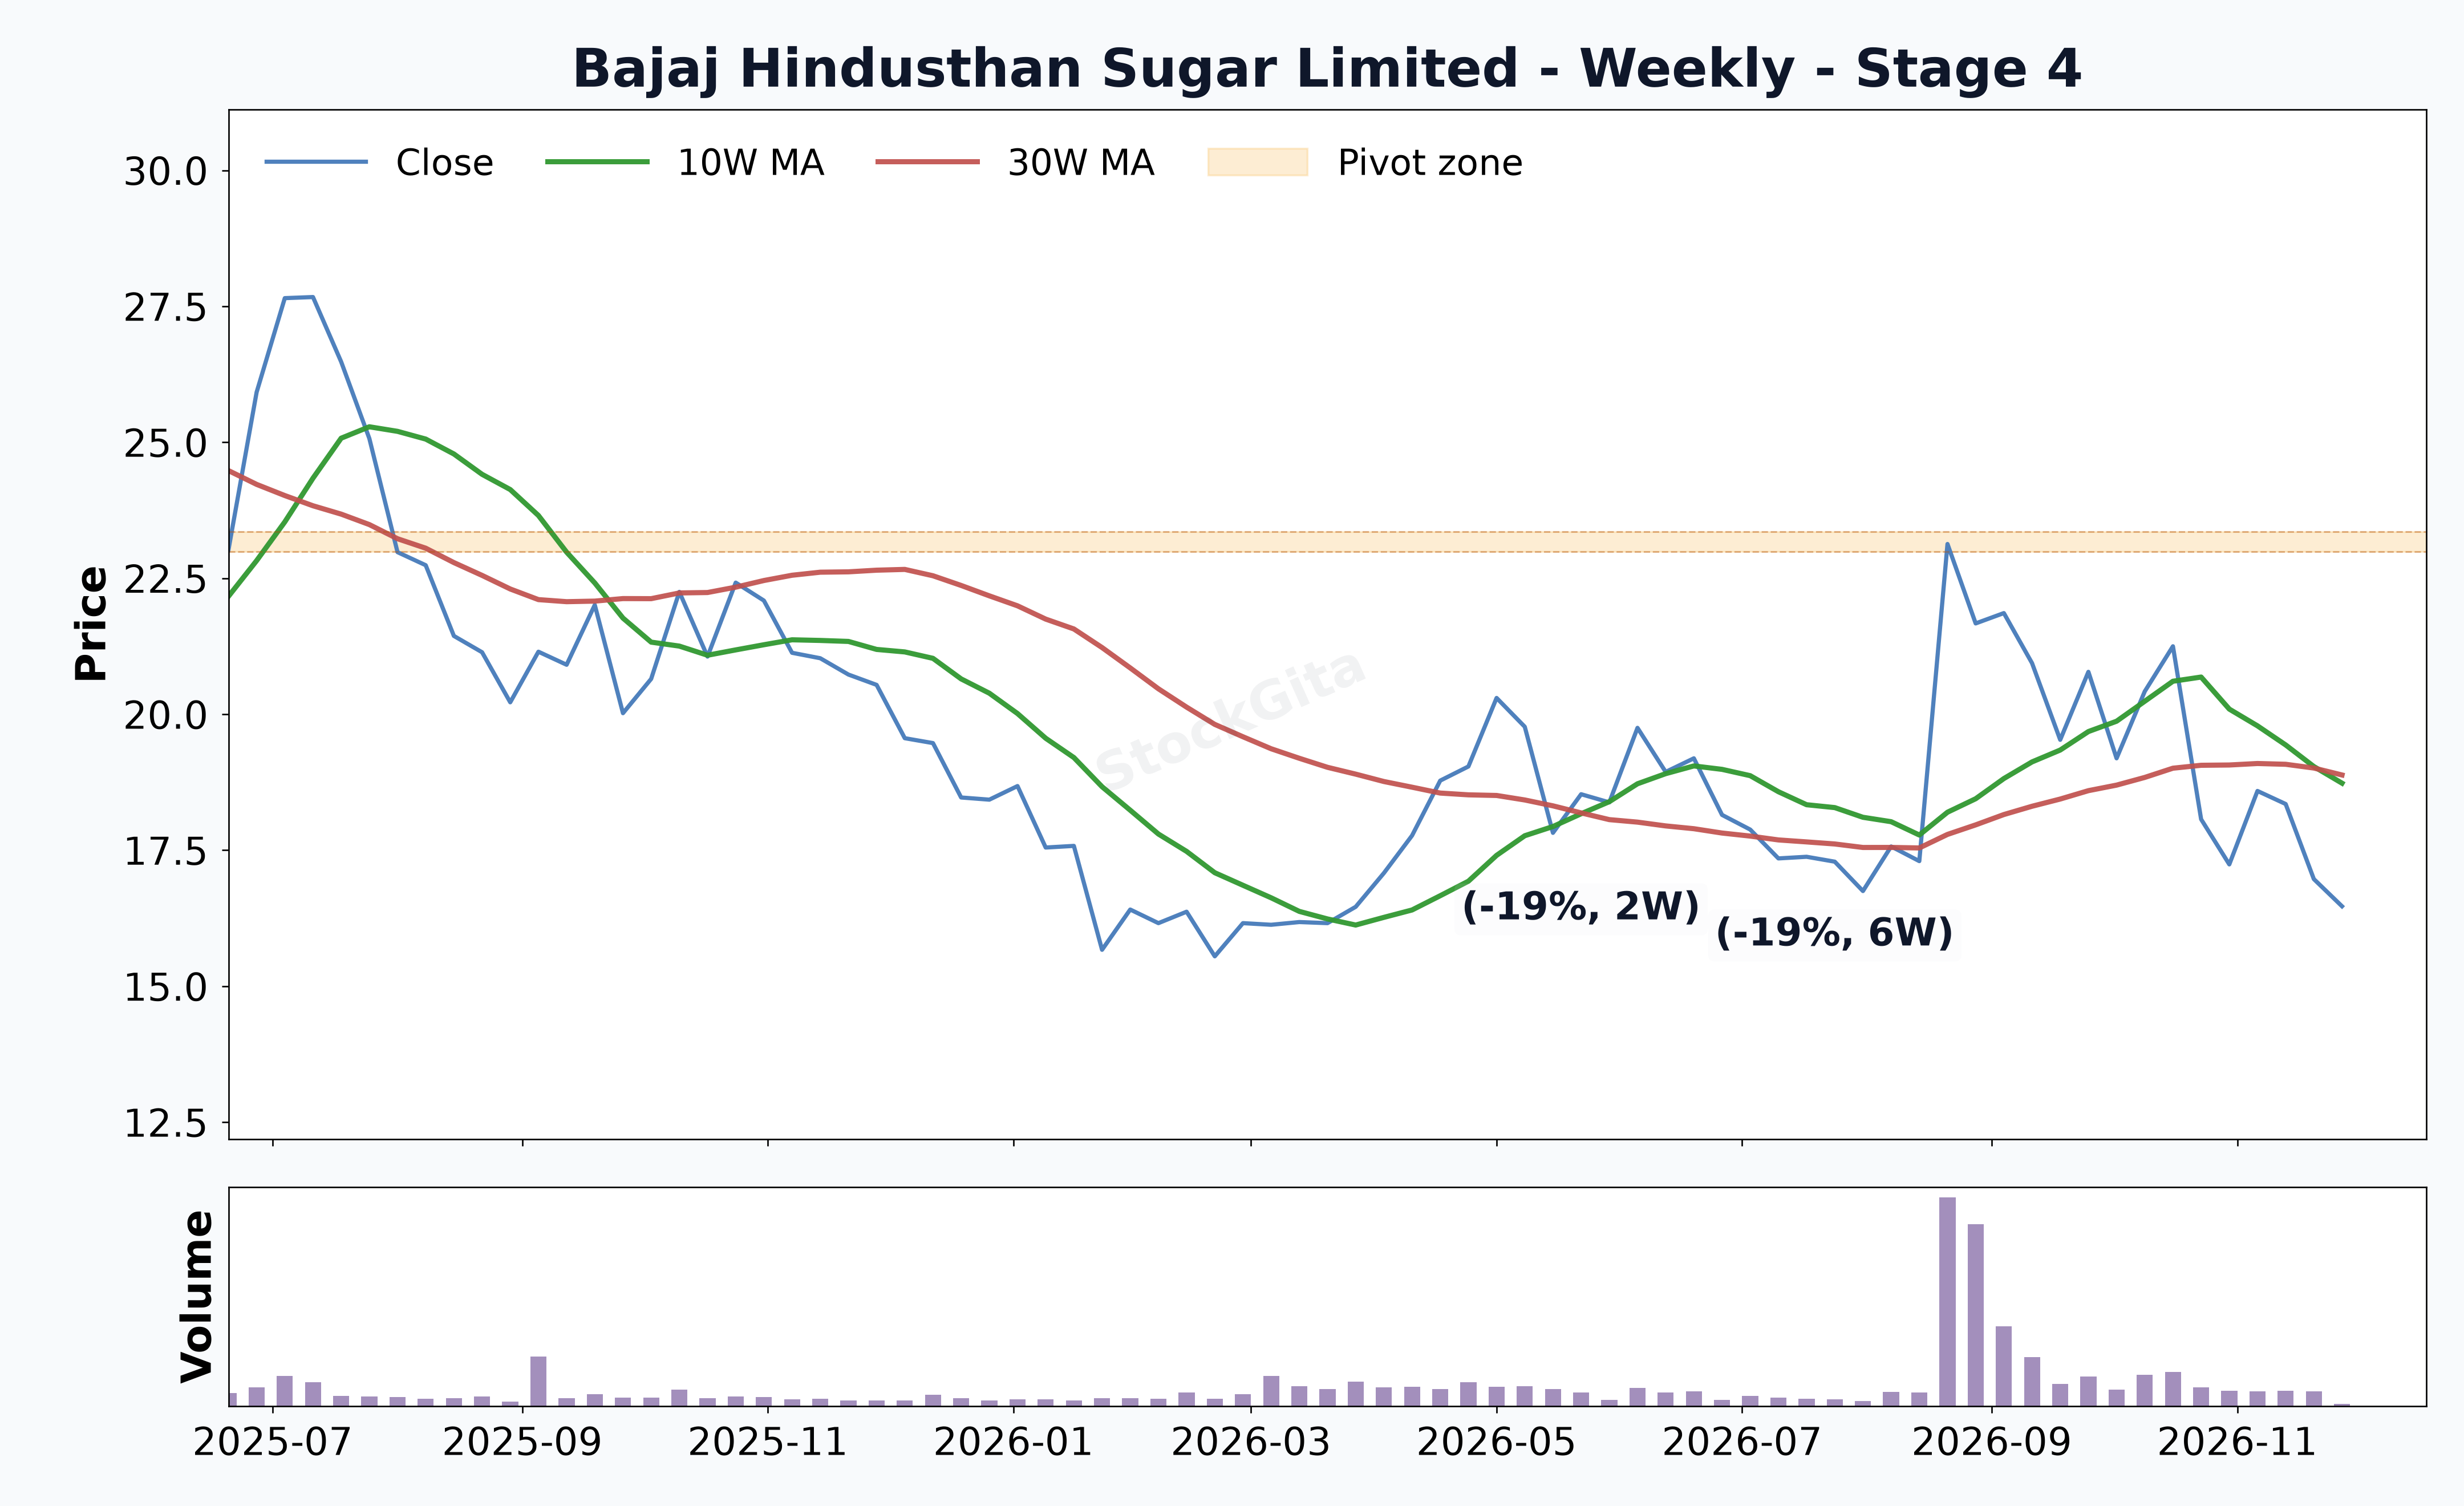 Bajaj Hindusthan Sugar Limited - Weekly - Stage 4
Close 10W MA 30W MA Pivot zone
30.0
27.5
25.0
22.5
20.0
17.5
15.0
12.5
Price
StockGita
(-19%, 2W)
(-19%, 6W)
Volume
2025-07 2025-09 2025-11 2026-01 2026-03 2026-05 2026-07 2026-09 2026-11